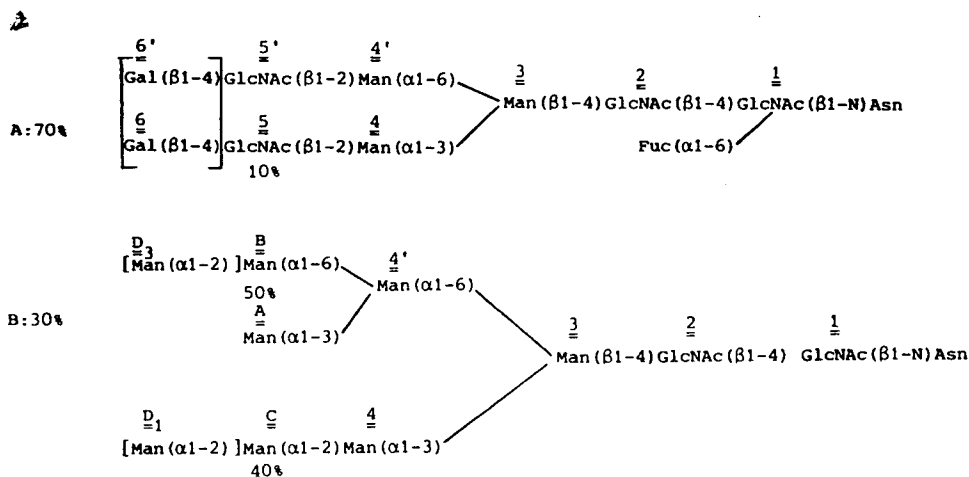 6' 5' 4'
Gal(β1-4) GlcNAc(β1-2)Man(α1-6)
3 2 1
Man(β1-4)GlcNAc(β1-4)GlcNAc(β1-N)Asn
A:70%
6 5 4
Gal(β1-4) GlcNAc(β1-2)Man(α1-3)
Fuc(α1-6)
10%
D3 B
[Man(α1-2) ]Man(α1-6)
4'
Man(α1-6)
50%
A
B:30%
Man(α1-3)
3 2 1
Man(β1-4)GlcNAc(β1-4) GlcNAc(β1-N)Asn
D1 C 4
[Man(α1-2) ]Man(α1-2)Man(α1-3)
40%